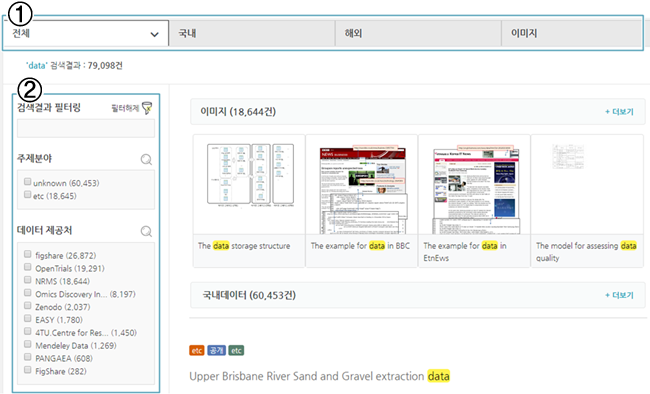 ①
전체 국내 해외 이미지
'data' 검색결과 : 79,098건
②
검색결과 필터링 필터해제
주제분야
unknown (60,453)
etc (18,645)
데이터 제공처
figshare (26,872)
OpenTrials (19,291)
NRMS (18,644)
Omics Discovery In... (8,197)
Zenodo (2,037)
EASY (1,780)
4TU.Centre for Res... (1,450)
Mendeley Data (1,269)
PANGAEA (608)
FigShare (282)
이미지 (18,644건) + 더보기
The data storage structure
The example for data in BBC
The example for data in
EtnEws
The model for assessing data
quality
국내데이터 (60,453건) + 더보기
etc 공개 etc
Upper Brisbane River Sand and Gravel extraction data